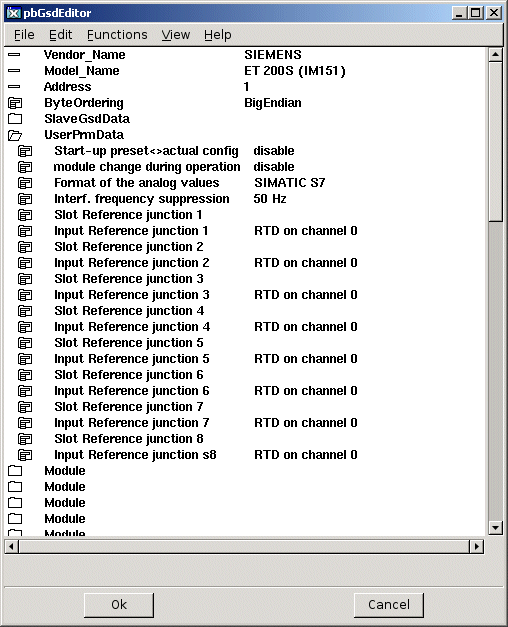 pbGsdEditor
File Edit Functions View Help
Vendor_Name SIEMENS
Model_Name ET 200S (IM151)
Address 1
ByteOrdering BigEndian
SlaveGsdData
UserPrmData
Start-up preset<>actual config disable
module change during operation disable
Format of the analog values SIMATIC S7
Interf. frequency suppression 50 Hz
Slot Reference junction 1
Input Reference junction 1 RTD on channel 0
Slot Reference junction 2
Input Reference junction 2 RTD on channel 0
Slot Reference junction 3
Input Reference junction 3 RTD on channel 0
Slot Reference junction 4
Input Reference junction 4 RTD on channel 0
Slot Reference junction 5
Input Reference junction 5 RTD on channel 0
Slot Reference junction 6
Input Reference junction 6 RTD on channel 0
Slot Reference junction 7
Input Reference junction 7 RTD on channel 0
Slot Reference junction 8
Input Reference junction s8 RTD on channel 0
Module
Module
Module
Module
Module
Ok Cancel